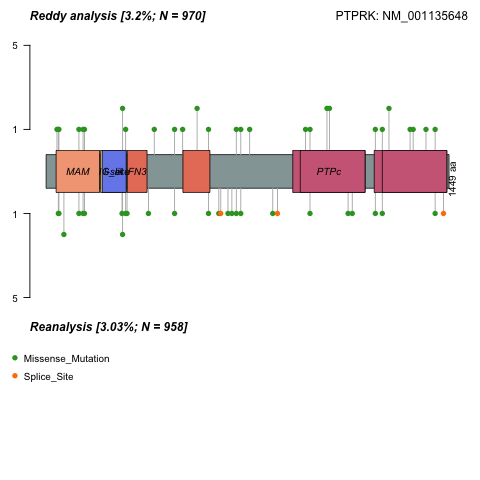 Reddy analysis [3.2%; N = 970]
PTPRK: NM_001135648
5
1
MAM
FN3
PTPc
1449 aa
1
5
Reanalysis [3.03%; N = 958]
Missense_Mutation
Splice_Site